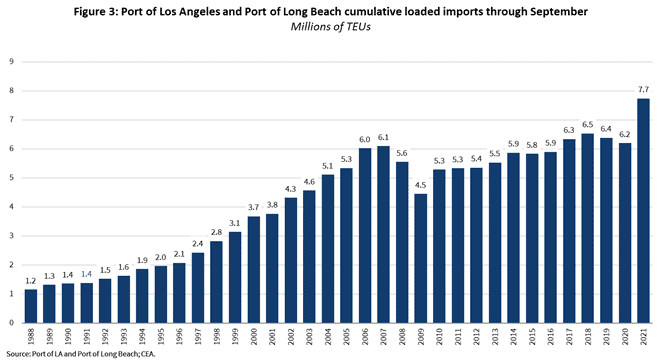 Figure 3: Port of Los Angeles and Port of Long Beach cumulative loaded imports through September
Millions of TEUs
9
8
7
6
5
4
3
2
1
0
1.2 1.3 1.4 1.4 1.5 1.6 1.9 2.0 2.1 2.4 2.8 3.1 3.7 3.8 4.3 4.6 5.1 5.3 6.0 6.1 5.6 4.5 5.3 5.3 5.4 5.5 5.9 5.8 5.9 6.3 6.5 6.4 6.2 7.7
1988 1989 1990 1991 1992 1993 1994 1995 1996 1997 1998 1999 2000 2001 2002 2003 2004 2005 2006 2007 2008 2009 2010 2011 2012 2013 2014 2015 2016 2017 2018 2019 2020 2021
Source: Port of LA and Port of Long Beach; CEA.